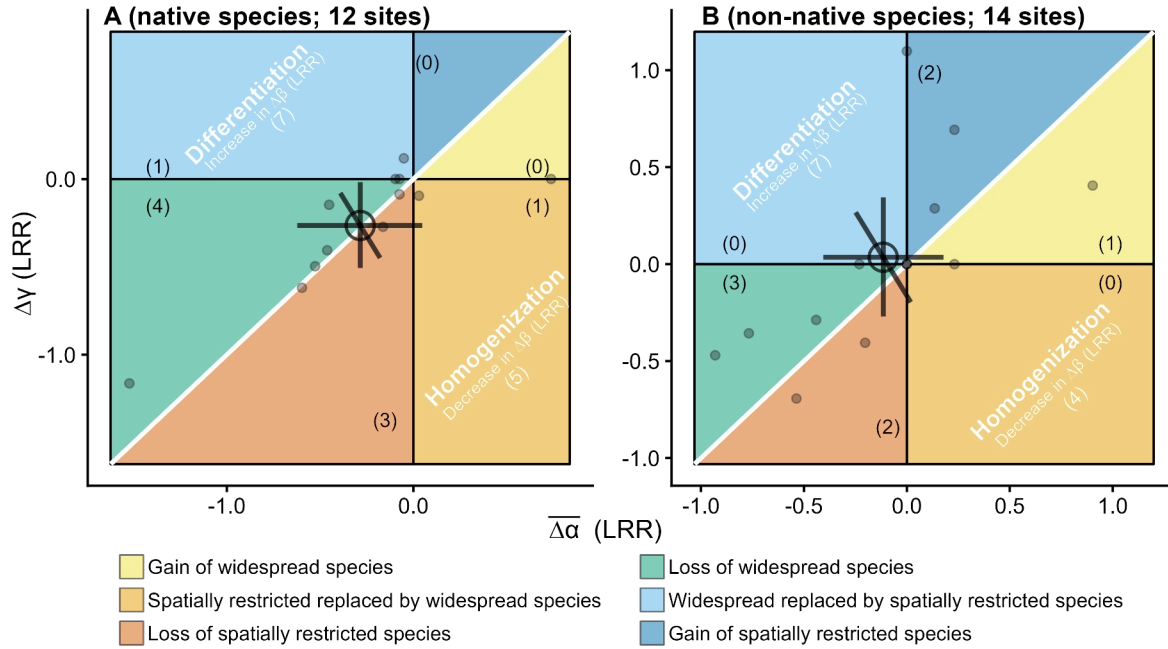 A (native species; 12 sites)
B (non-native species; 14 sites)
Δγ (LRR)
0.0
-1.0
-1.0
0.0
(0)
Differentiation
Increase in Δβ (LRR)
(7)
(1)
(4)
(0)
(1)
Homogenization
Decrease in Δβ (LRR)
(5)
(3)
1.0
0.5
0.0
-0.5
-1.0
-1.0
-0.5
0.0
0.5
1.0
(2)
Differentiation
Increase in Δβ (LRR)
(7)
(0)
(3)
(1)
(0)
Homogenization
Decrease in Δβ (LRR)
(4)
(2)
Δα (LRR)
Gain of widespread species
Spatially restricted replaced by widespread species
Loss of spatially restricted species
Loss of widespread species
Widespread replaced by spatially restricted species
Gain of spatially restricted species